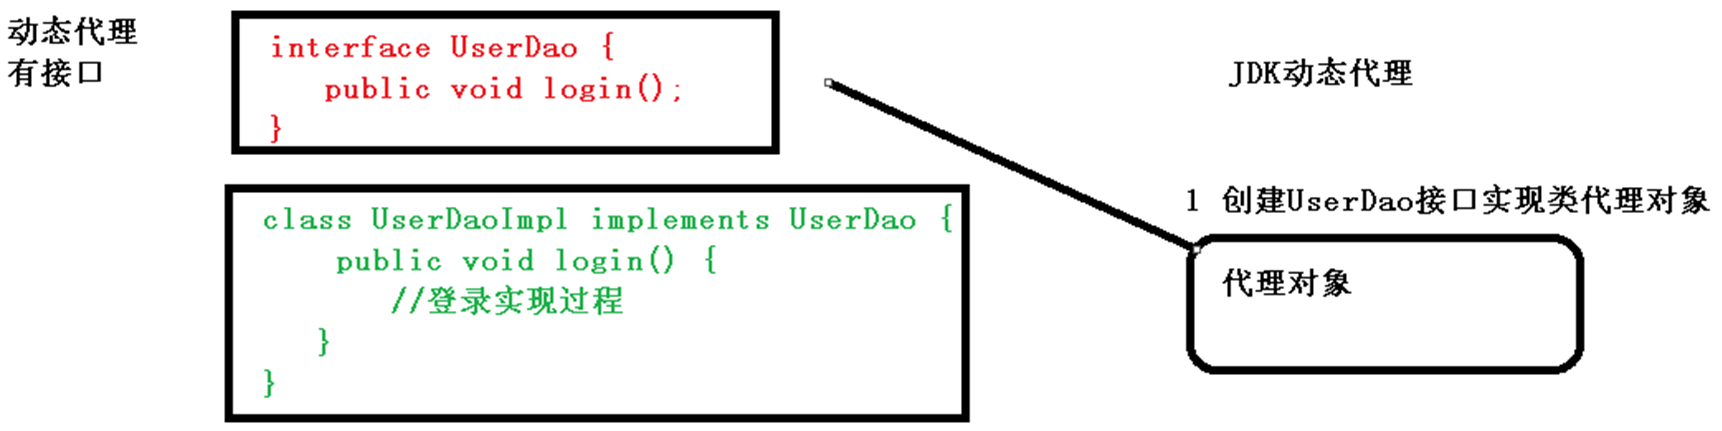 动态代理
有接口
interface UserDao {
public void login();
}
class UserDaoImpl implements UserDao {
public void login() {
//登录实现过程
}
}
JDK动态代理
1 创建UserDao接口实现类代理对象
代理对象